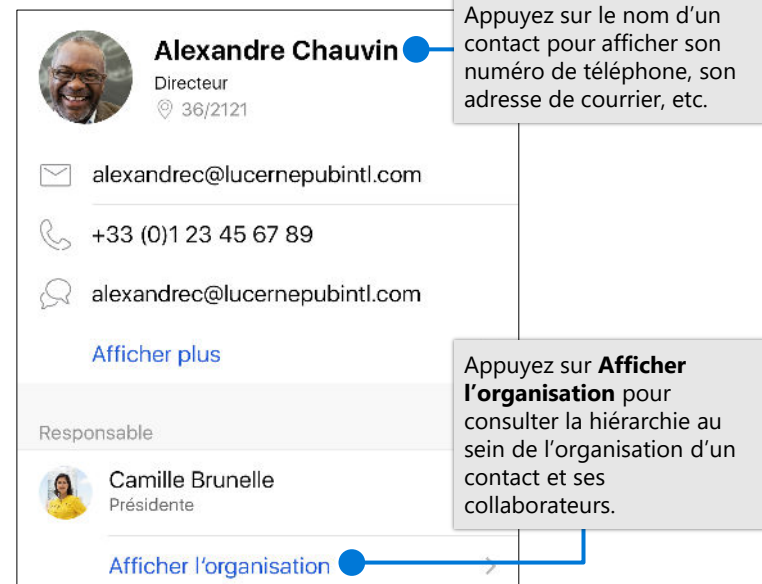 Alexandre Chauvin
Directeur
36/2121
Appuyez sur le nom d’un
contact pour afficher son
numéro de téléphone, son
adresse de courrier, etc.
alexandrec@lucernepubintl.com
+33 (0)1 23 45 67 89
alexandrec@lucernepubintl.com
Afficher plus
Responsable
Camille Brunelle
Présidente
Afficher l’organisation
Appuyez sur Afficher
l’organisation pour
consulter la hiérarchie au
sein de l’organisation d’un
contact et ses
collaborateurs.